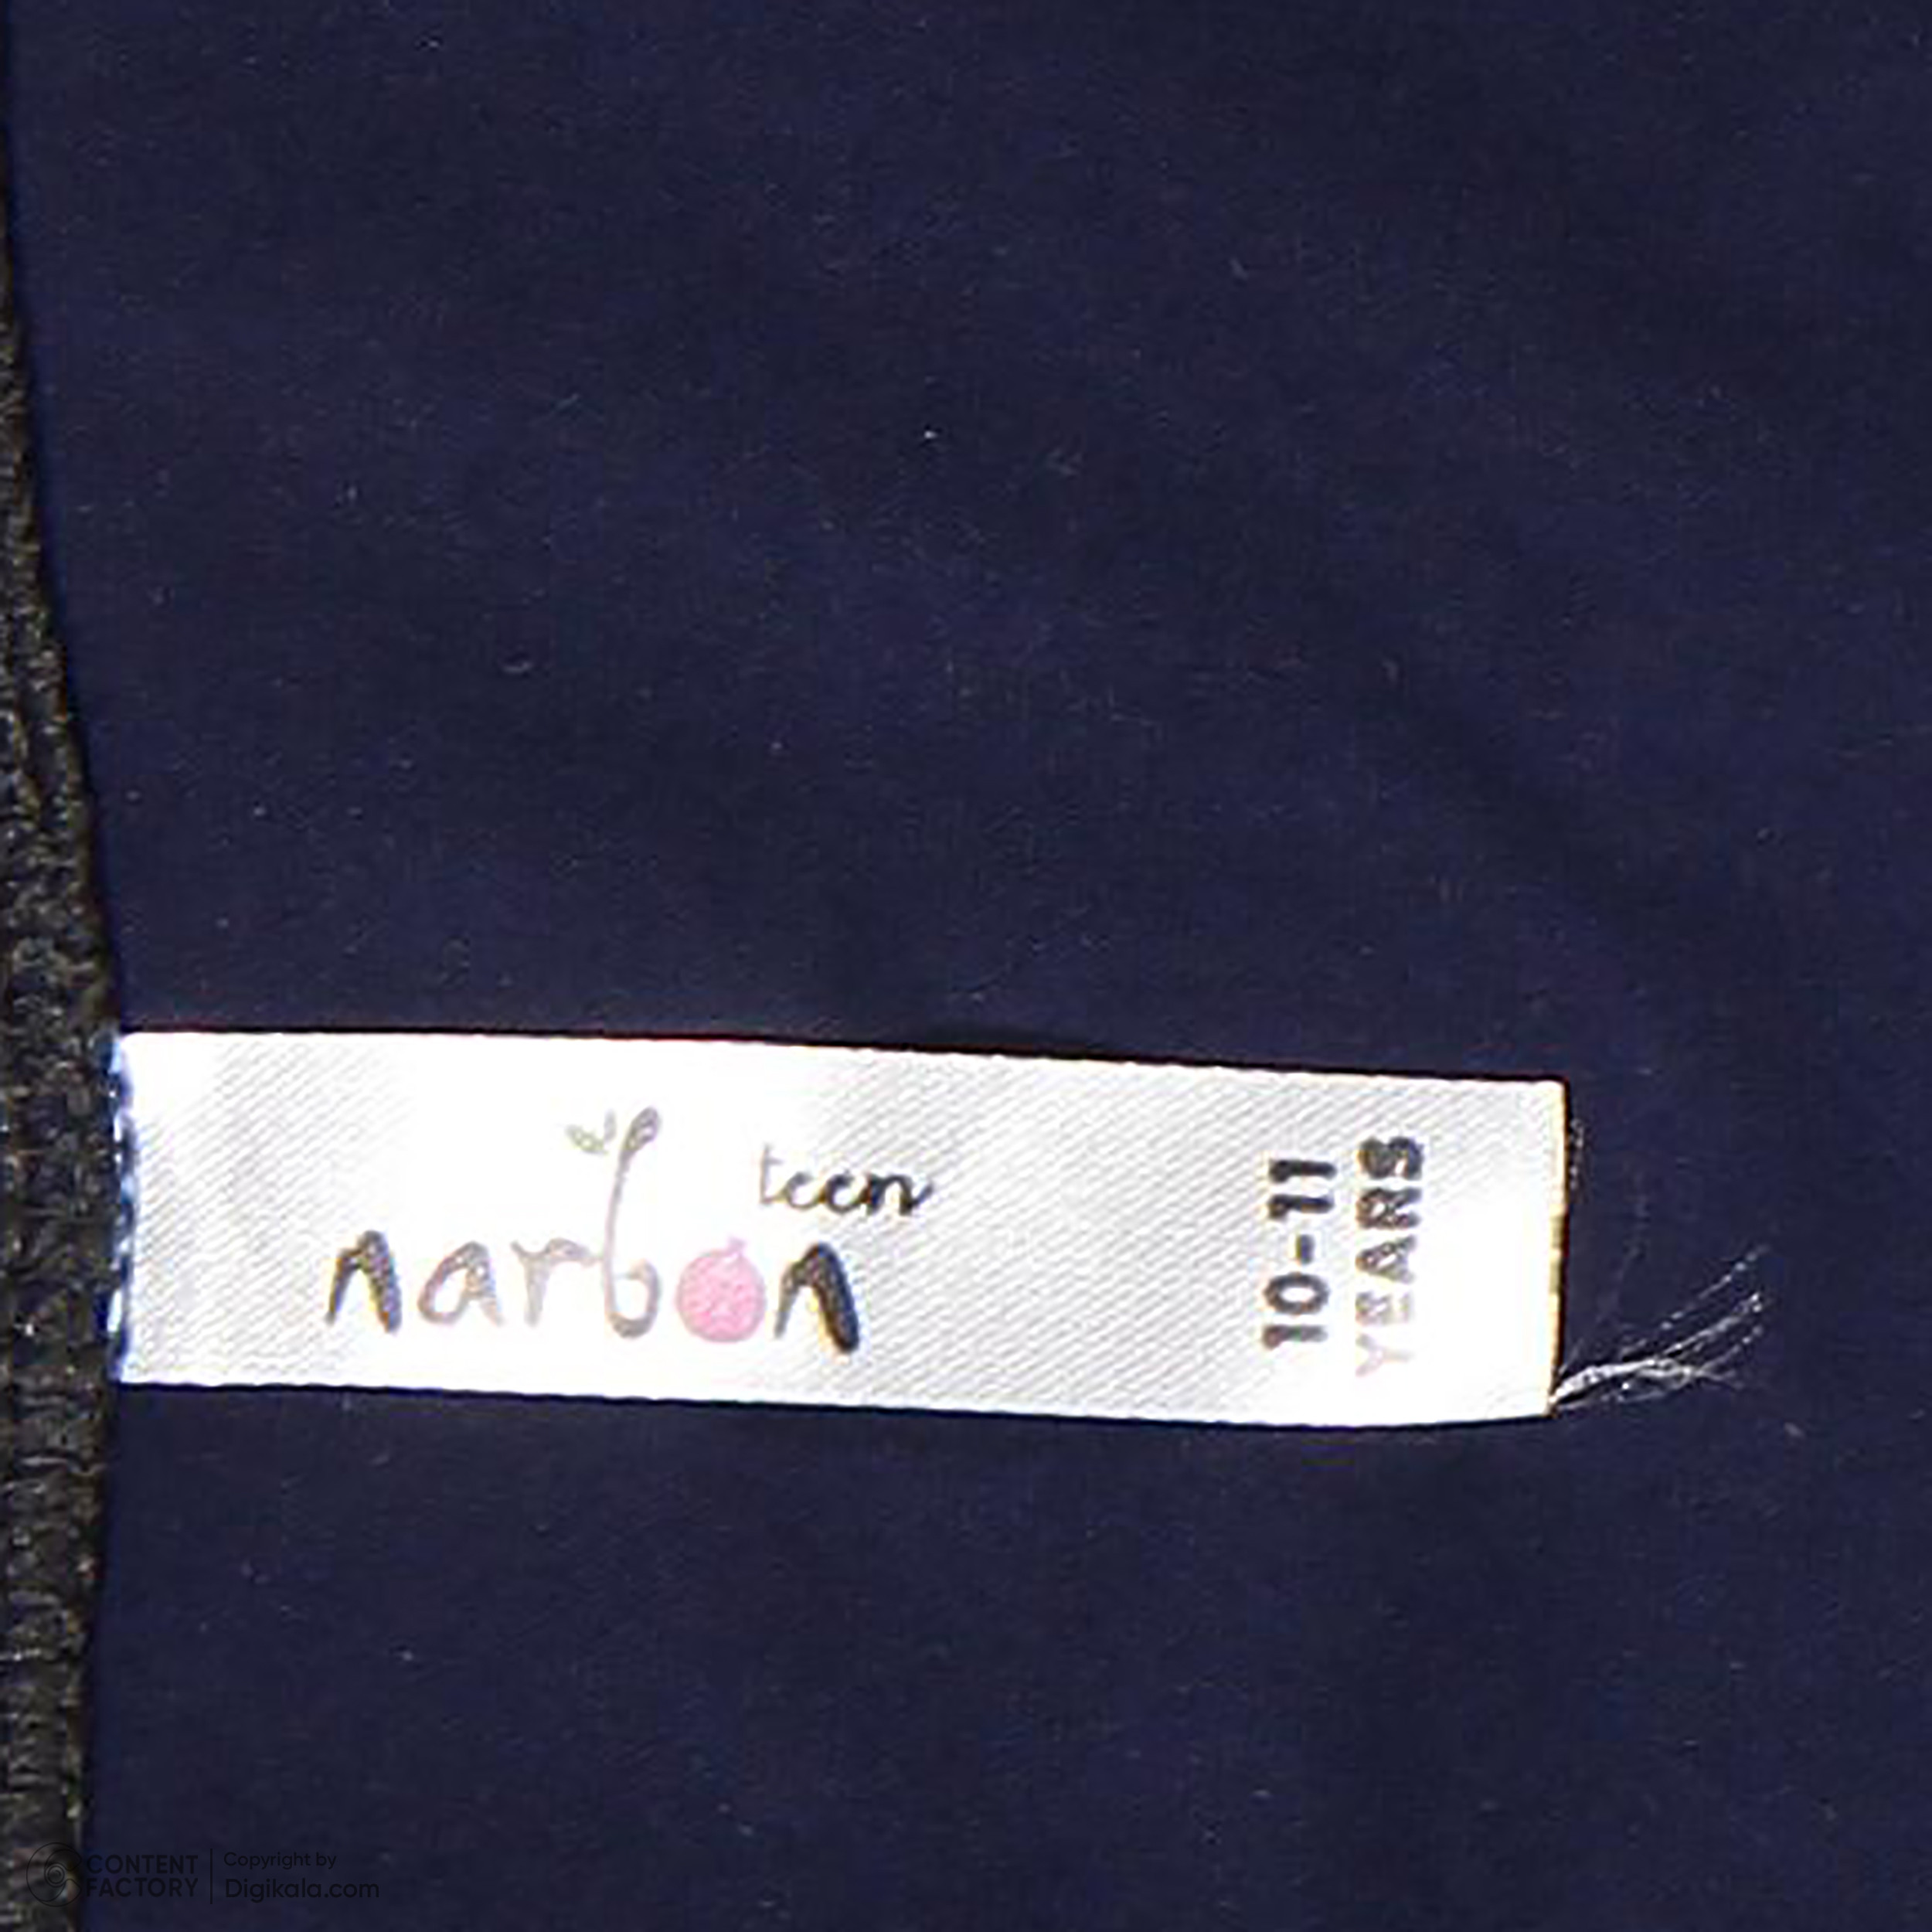 teen
narbon
10-11
YEARS
CONTENT
FACTORY
Copyright by
Digikala.com